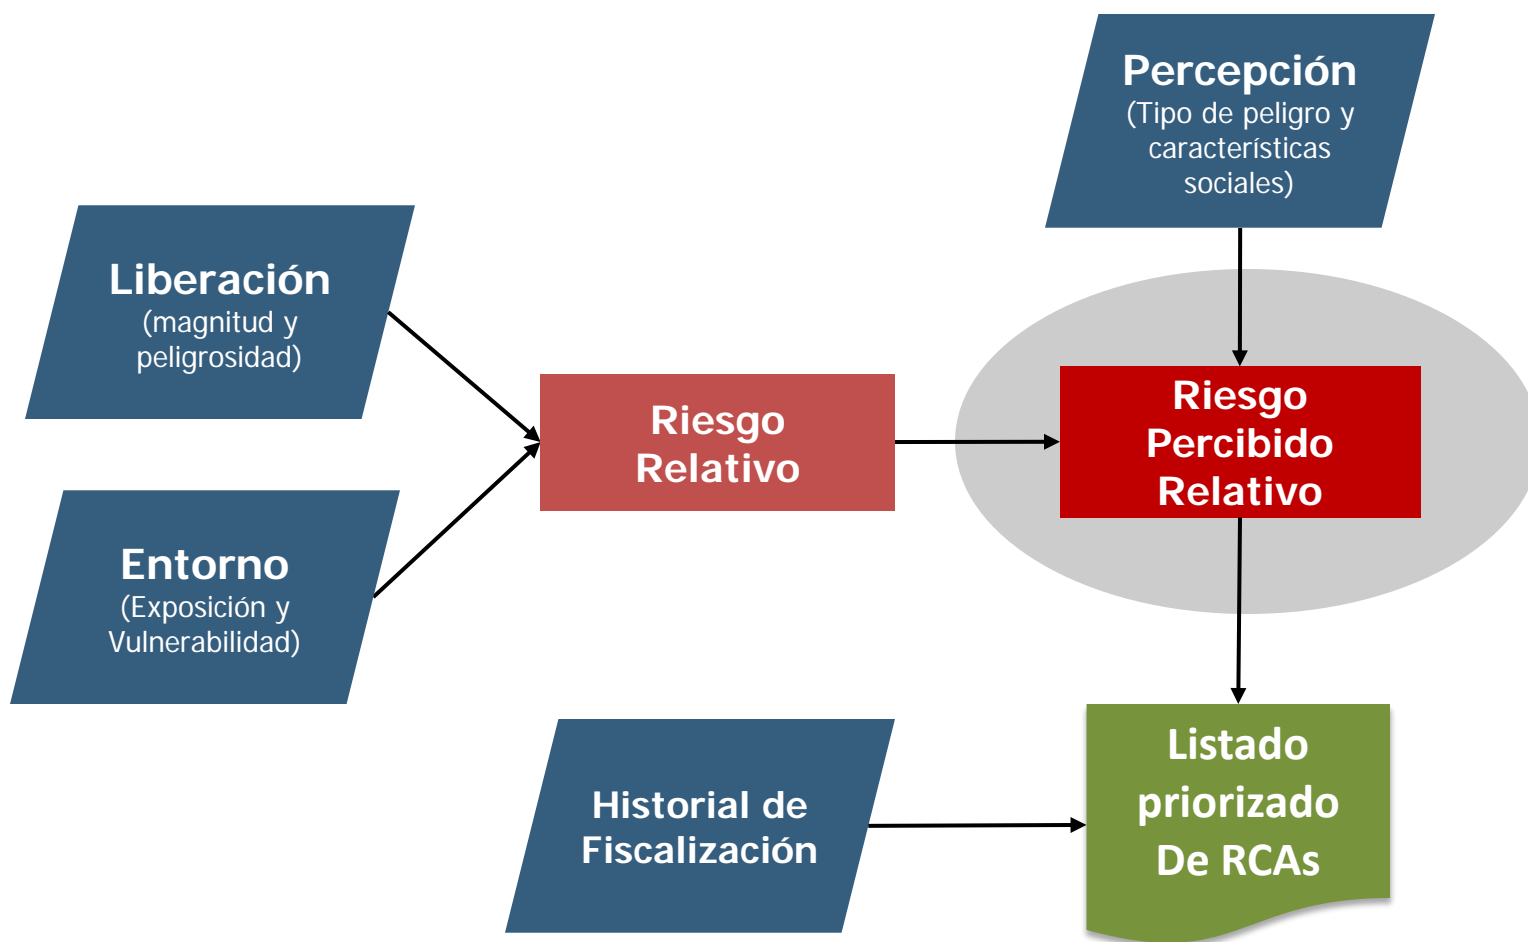 Percepción
(Tipo de peligro y
características
sociales)
Liberación
(magnitud y
peligrosidad)
Riesgo
Relativo
Riesgo
Percibido
Relativo
Entorno
(Exposición y
Vulnerabilidad)
Historial de
Fiscalización
Listado
priorizado
De RCAs